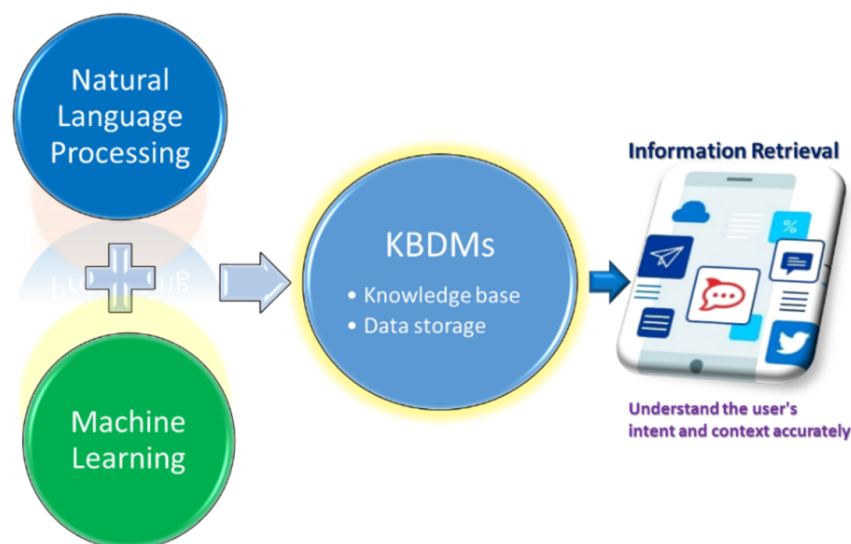 Natural
Language
Processing
Machine
Learning
KBDMs
• Knowledge base
• Data storage
Information Retrieval
%
Understand the user's
intent and context accurately